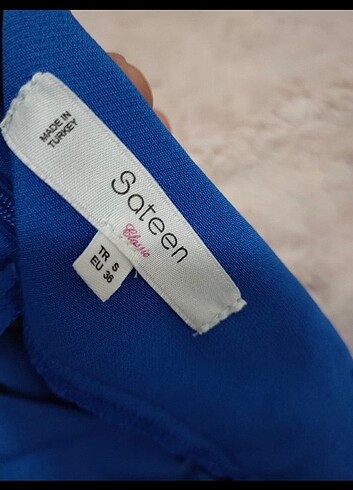 MADE IN
TURKEY
Sateen
Classic
TR S
EU 36